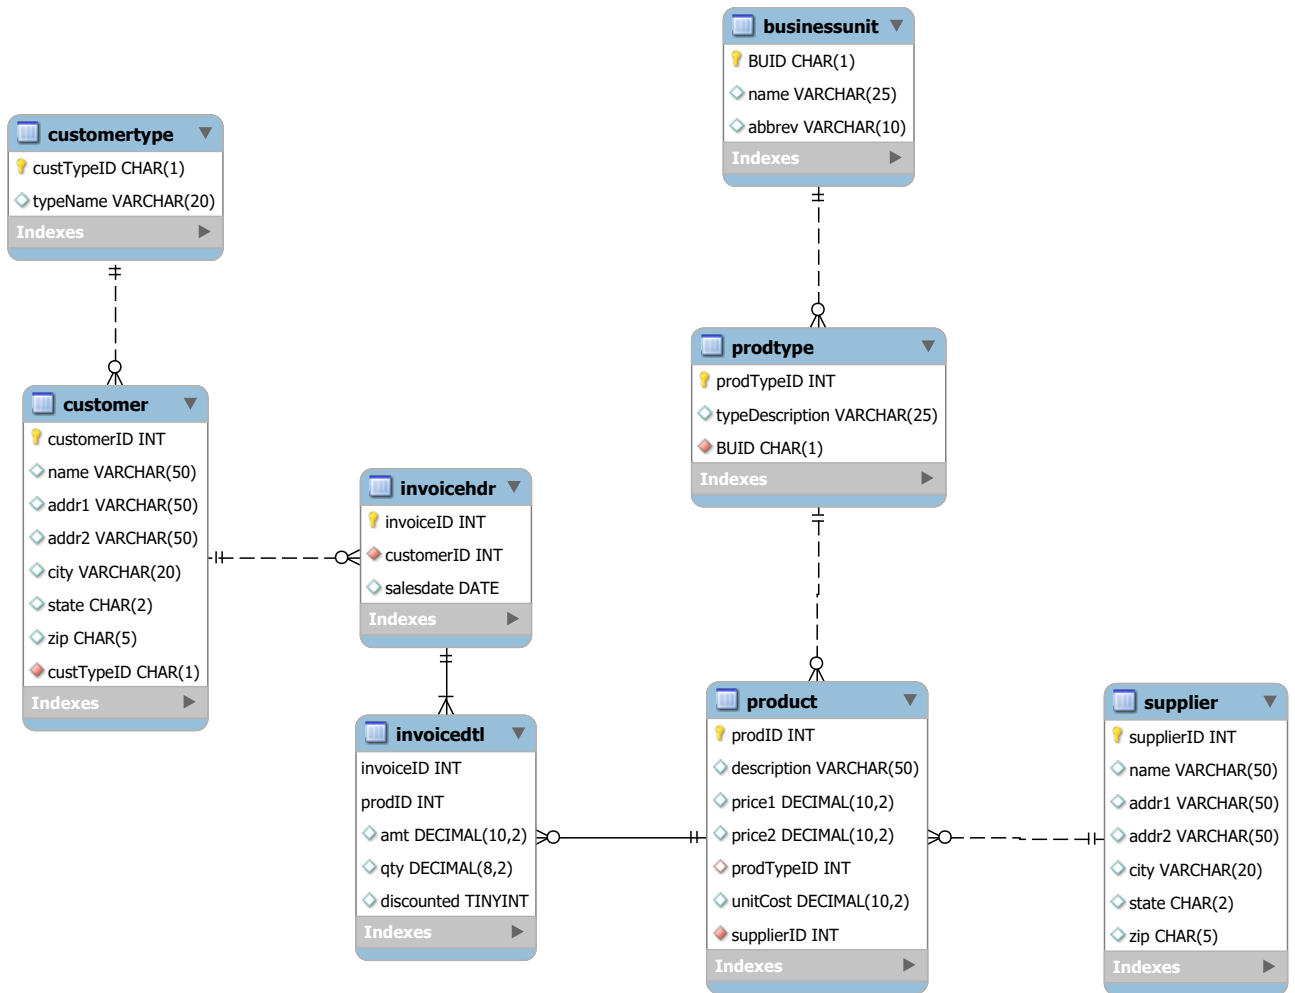 businessunit
BUID CHAR(1)
name VARCHAR(25)
abbrev VARCHAR(10)
Indexes
customertype
custTypeID CHAR(1)
typeName VARCHAR(20)
Indexes
prodtype
prodTypeID INT
typeDescription VARCHAR(25)
BUID CHAR(1)
Indexes
customer
customerID INT
name VARCHAR(50)
addr1 VARCHAR(50)
addr2 VARCHAR(50)
city VARCHAR(20)
state CHAR(2)
zip CHAR(5)
custTypeID CHAR(1)
Indexes
invoicehdr
invoiceID INT
customerID INT
salesdate DATE
Indexes
invoicedtl
invoiceID INT
prodID INT
amt DECIMAL(10,2)
qty DECIMAL(8,2)
discounted TINYINT
Indexes
product
prodID INT
description VARCHAR(50)
price1 DECIMAL(10,2)
price2 DECIMAL(10,2)
prodTypeID INT
unitCost DECIMAL(10,2)
supplierID INT
Indexes
supplier
supplierID INT
name VARCHAR(50)
addr1 VARCHAR(50)
addr2 VARCHAR(50)
city VARCHAR(20)
state CHAR(2)
zip CHAR(5)
Indexes